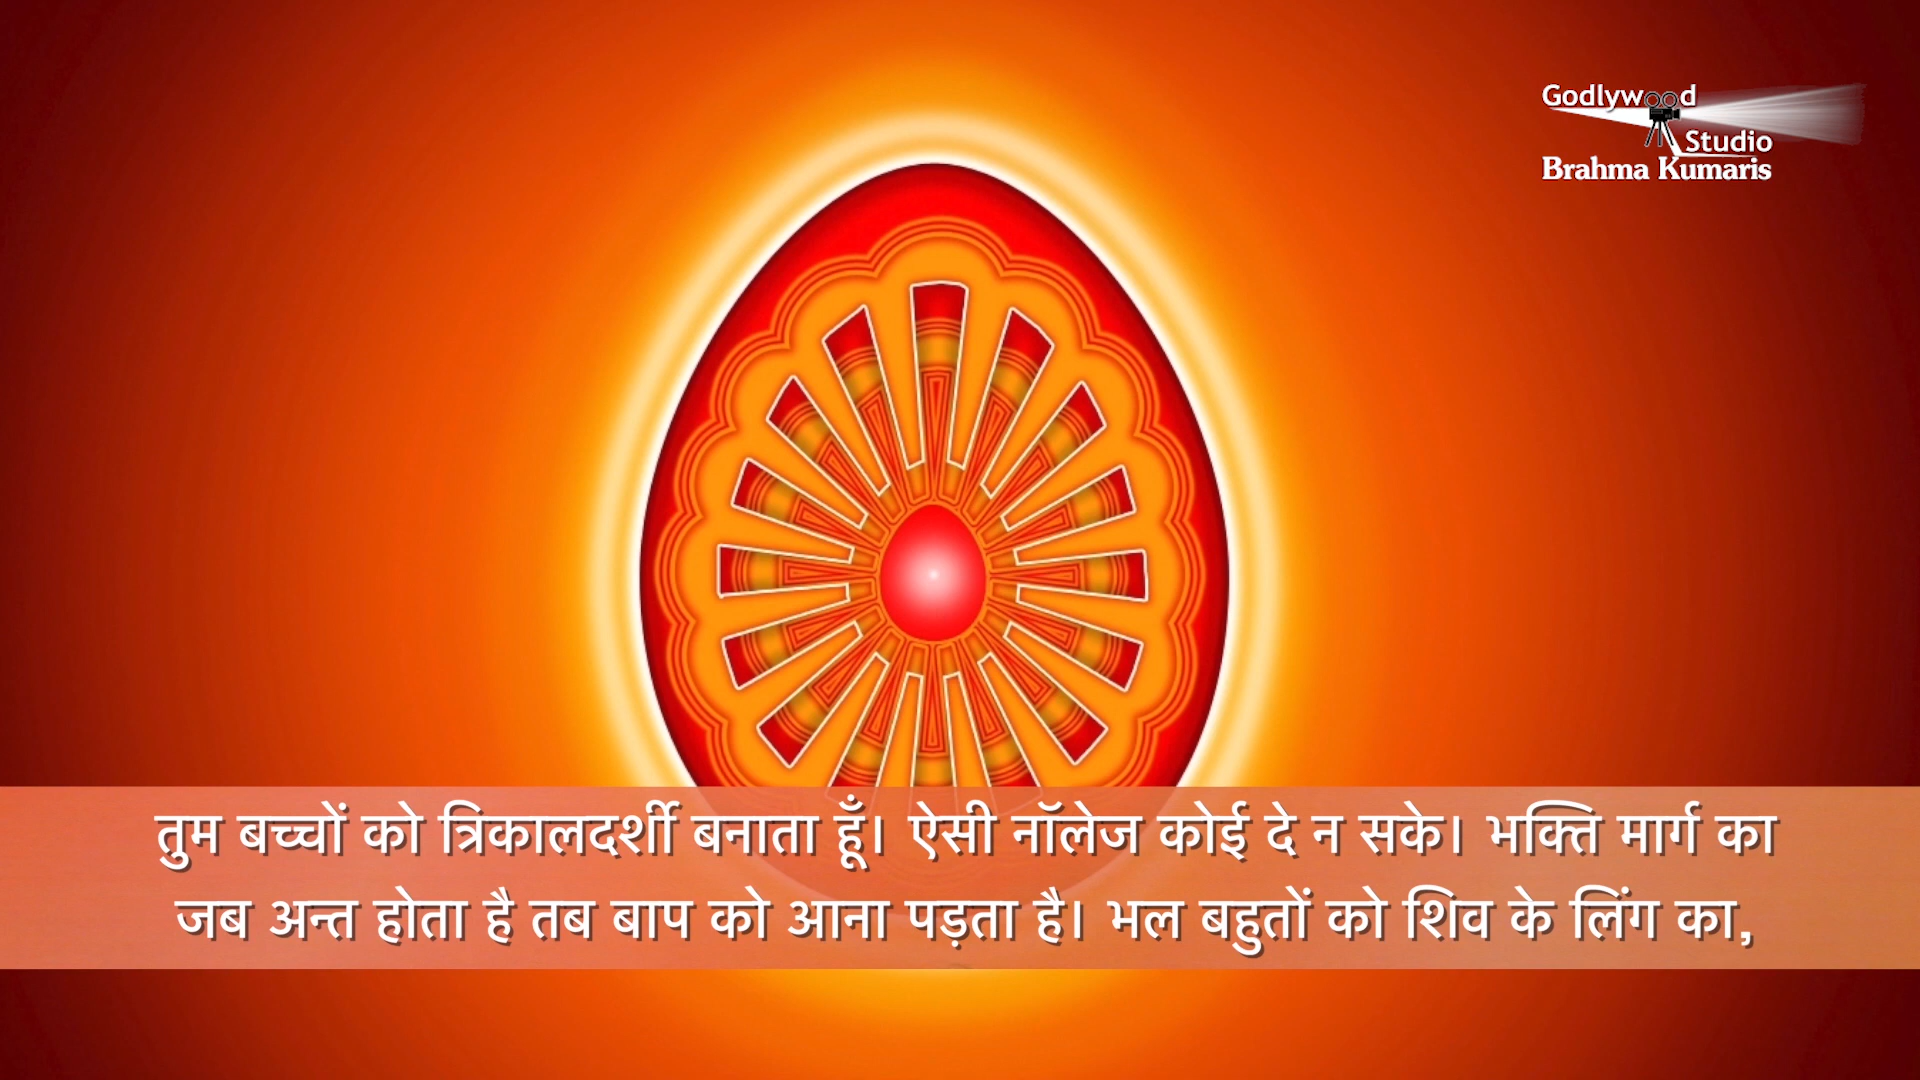 Godlywood
Studio
Brahma Kumaris
तुम बच्चों को त्रिकालदर्शी बनाता हूँ। ऐसी नॉलेज कोई दे न सके। भक्ति मार्ग का
जब अन्त होता है तब बाप को आना पड़ता है। भल बहुतों को शिव के लिंग का,